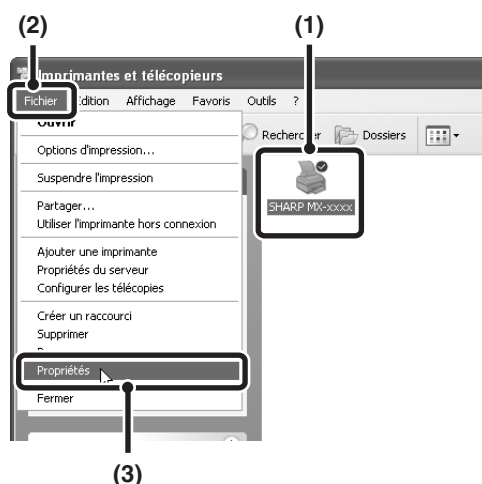 (2)
(1)
Imprimantes et télécopieurs
Fichier Edition Affichage Favoris Outils ?
Ouvrir
Rechercher Dossiers
Options d'impression...
Suspendre l'impression
SHARP MX-xxxx
Partager...
Utiliser l'imprimante hors connexion
Ajouter une imprimante
Propriétés du serveur
Configurer les télécopies
Créer un raccourci
Supprimer
Propriétés
Fermer
(3)